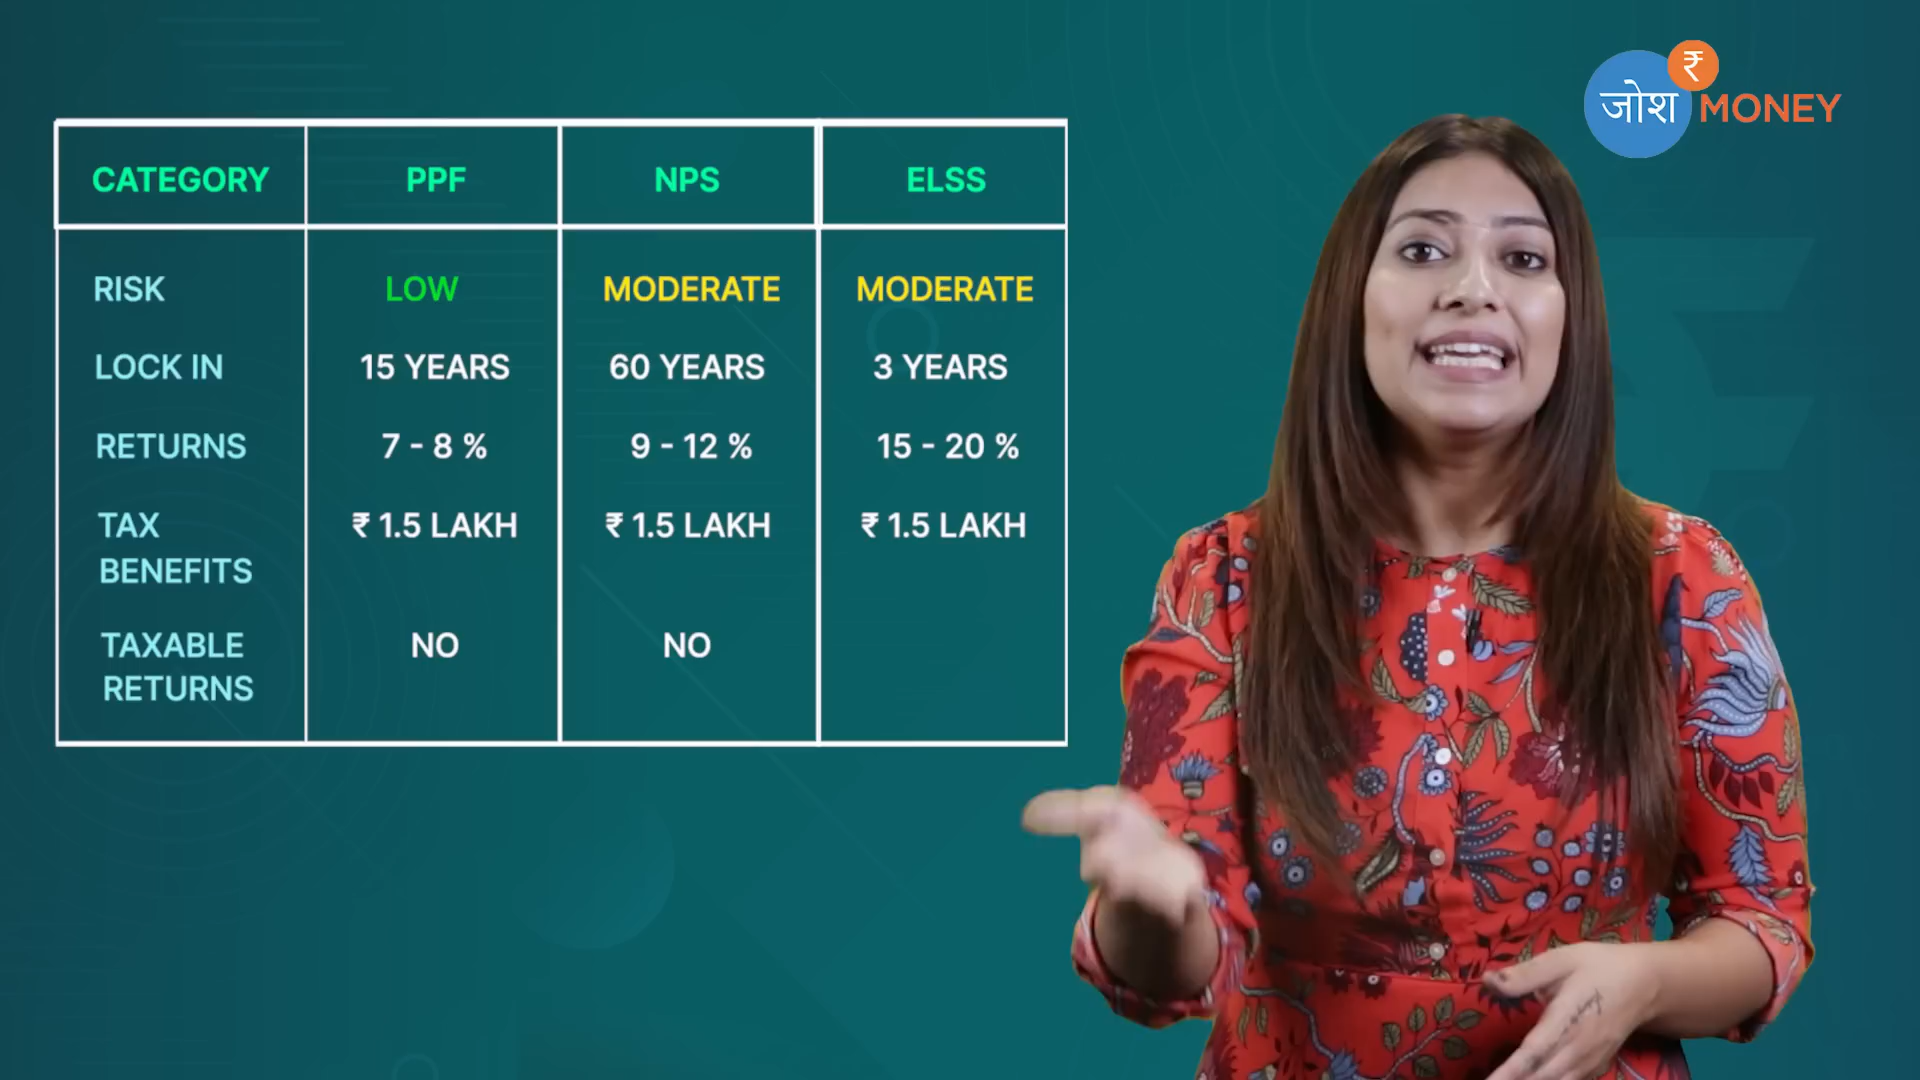 जोश ₹ MONEY
CATEGORY PPF NPS ELSS
RISK LOW MODERATE MODERATE
LOCK IN 15 YEARS 60 YEARS 3 YEARS
RETURNS 7 - 8 % 9 - 12 % 15 - 20 %
TAX BENEFITS ₹ 1.5 LAKH ₹ 1.5 LAKH ₹ 1.5 LAKH
TAXABLE RETURNS NO NO